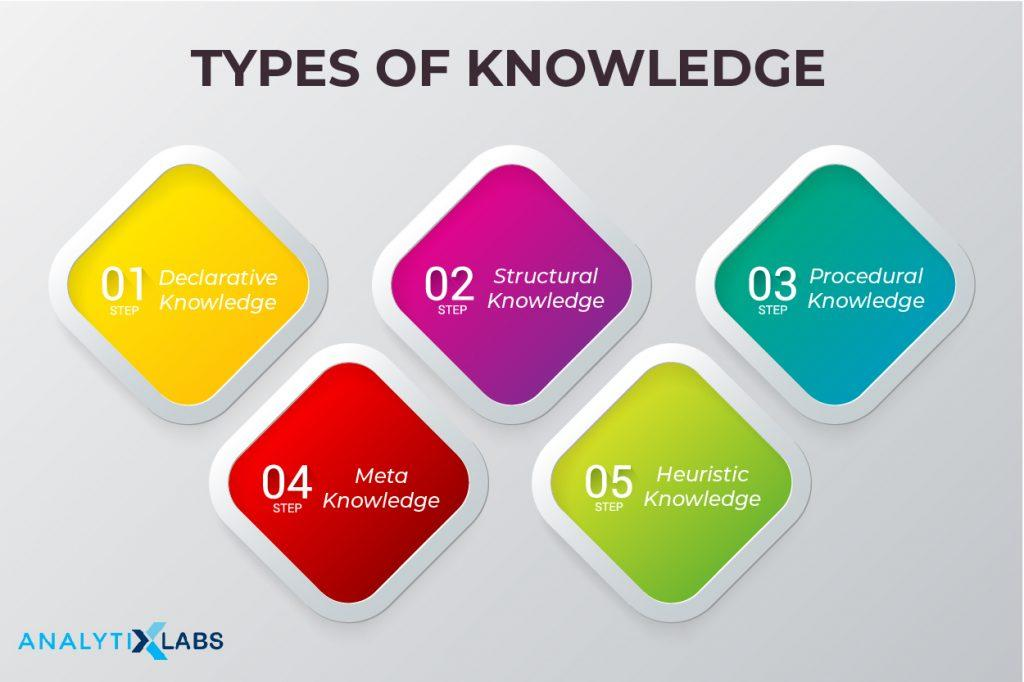 TYPES OF KNOWLEDGE
01
STEP
Declarative
Knowledge
02
STEP
Structural
Knowledge
03
STEP
Procedural
Knowledge
04
STEP
Meta
Knowledge
05
STEP
Heuristic
Knowledge
ANALYTIXLABS